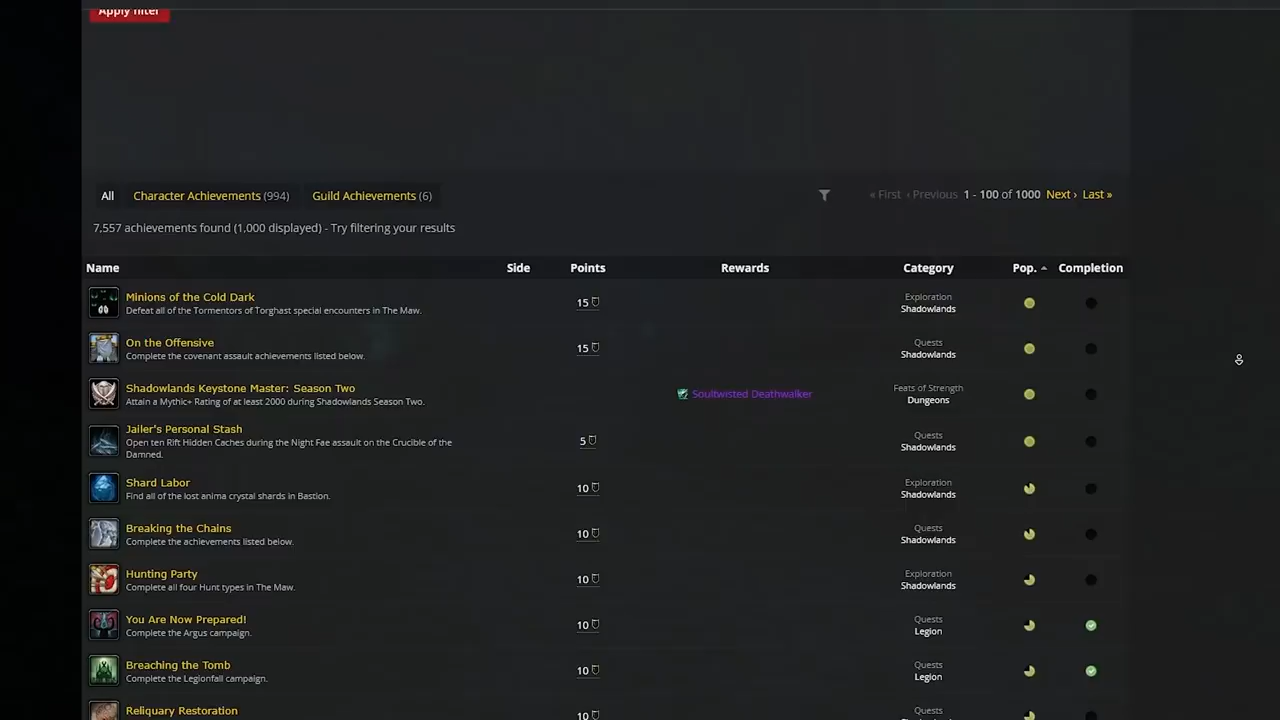 Apply filter
All Character Achievements (994) Guild Achievements (6) « First ‹ Previous 1 - 100 of 1000 Next › Last »
7,557 achievements found (1,000 displayed) - Try filtering your results
Name Side Points Rewards Category Pop. Completion
Minions of the Cold Dark
Defeat all of the Tormentors of Torghast special encounters in The Maw.
15
Exploration
Shadowlands
On the Offensive
Complete the covenant assault achievements listed below.
15
Quests
Shadowlands
Shadowlands Keystone Master: Season Two
Attain a Mythic+ Rating of at least 2000 during Shadowlands Season Two.
Soultwisted Deathwalker
Feats of Strength
Dungeons
Jailer's Personal Stash
Open ten Rift Hidden Caches during the Night Fae assault on the Crucible of the
Damned.
5
Quests
Shadowlands
Shard Labor
Find all of the lost anima crystal shards in Bastion.
10
Exploration
Shadowlands
Breaking the Chains
Complete the achievements listed below.
10
Quests
Shadowlands
Hunting Party
Complete all four Hunt types in The Maw.
10
Exploration
Shadowlands
You Are Now Prepared!
Complete the Argus campaign.
10
Quests
Legion
Breaching the Tomb
Complete the Legionfall campaign.
10
Quests
Legion
Reliquary Restoration
10
Quests